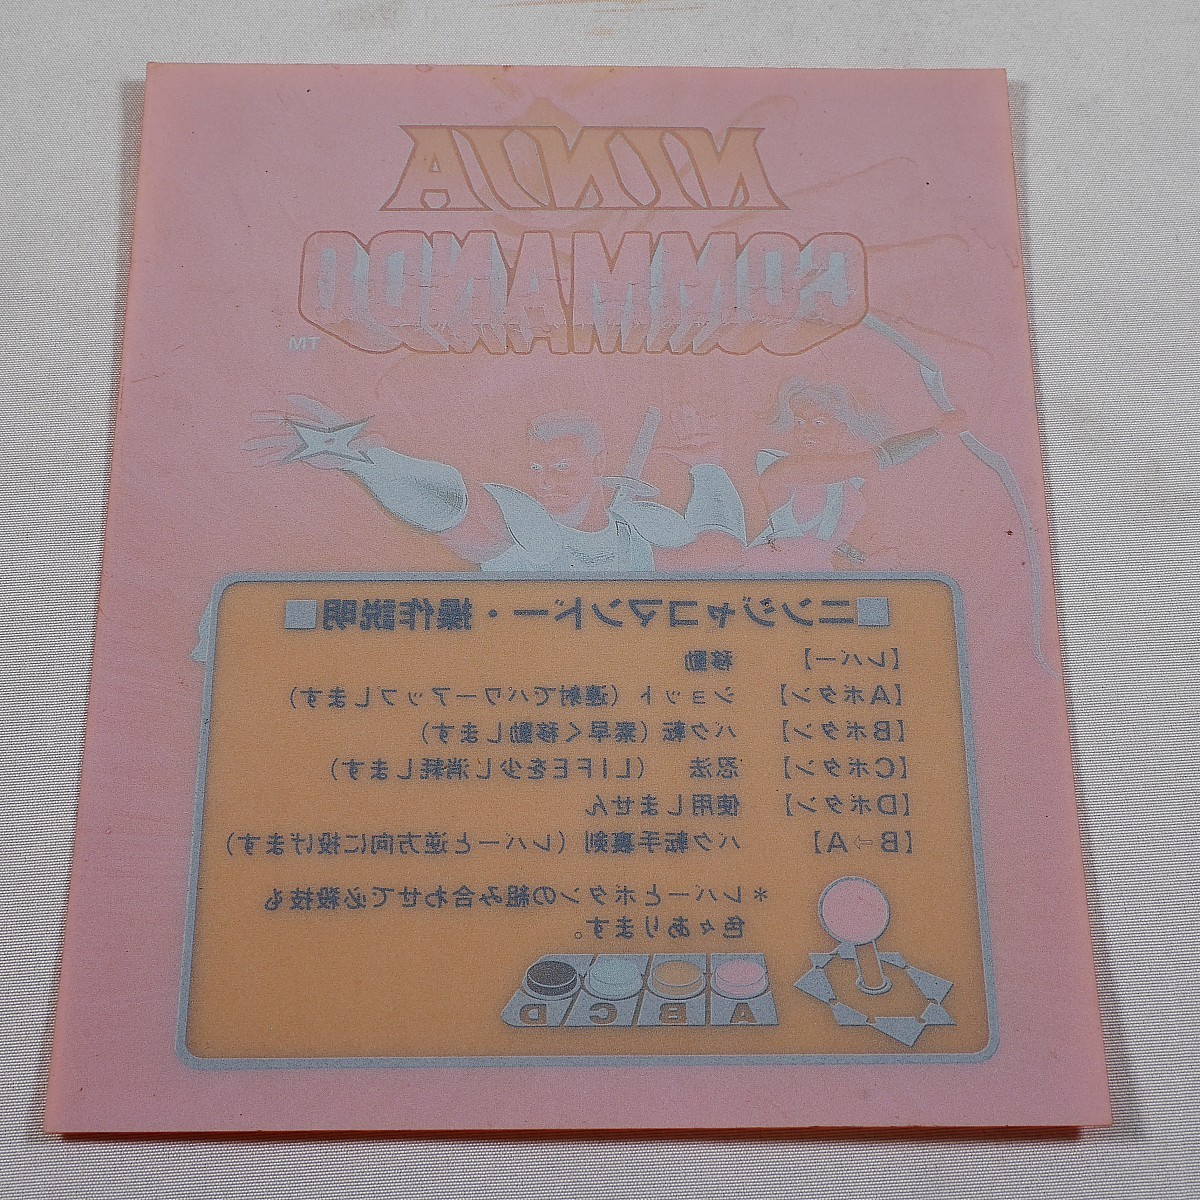 NINJA
COMMANDO
TM
■ニンジャコマンドー・操作説明■
【レバー】 移動
【Aボタン】 ショット（連射でパワーアップします）
【Bボタン】 バク転（素早く移動します）
【Cボタン】 忍法 （LIFEを少し消耗します）
【Dボタン】 使用しません
【B⇨A】 バク転手裏剣（レバーと逆方向に投げます）
＊レバーとボタンの組み合わせで必殺技も
色々あります。
A B C D